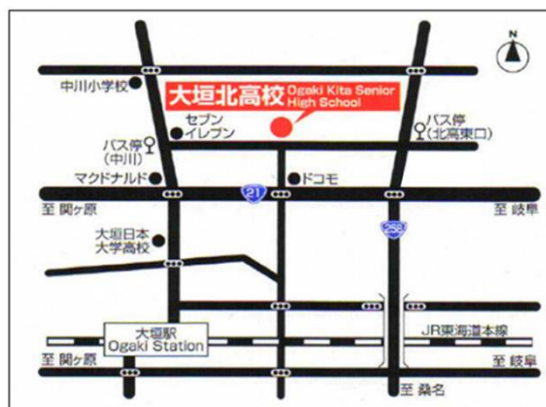 N
中川小学校
大垣北高校 Ogaki Kita Senior
High School
セブン
イレブン
バス停
(北高東口)
バス停
(中川)
マクドナルド
21
ドコモ
至 関ヶ原
至 岐阜
258
大垣日本
大学高校
大垣駅
Ogaki Station
JR東海道本線
至 関ヶ原
至 岐阜
至 桑名